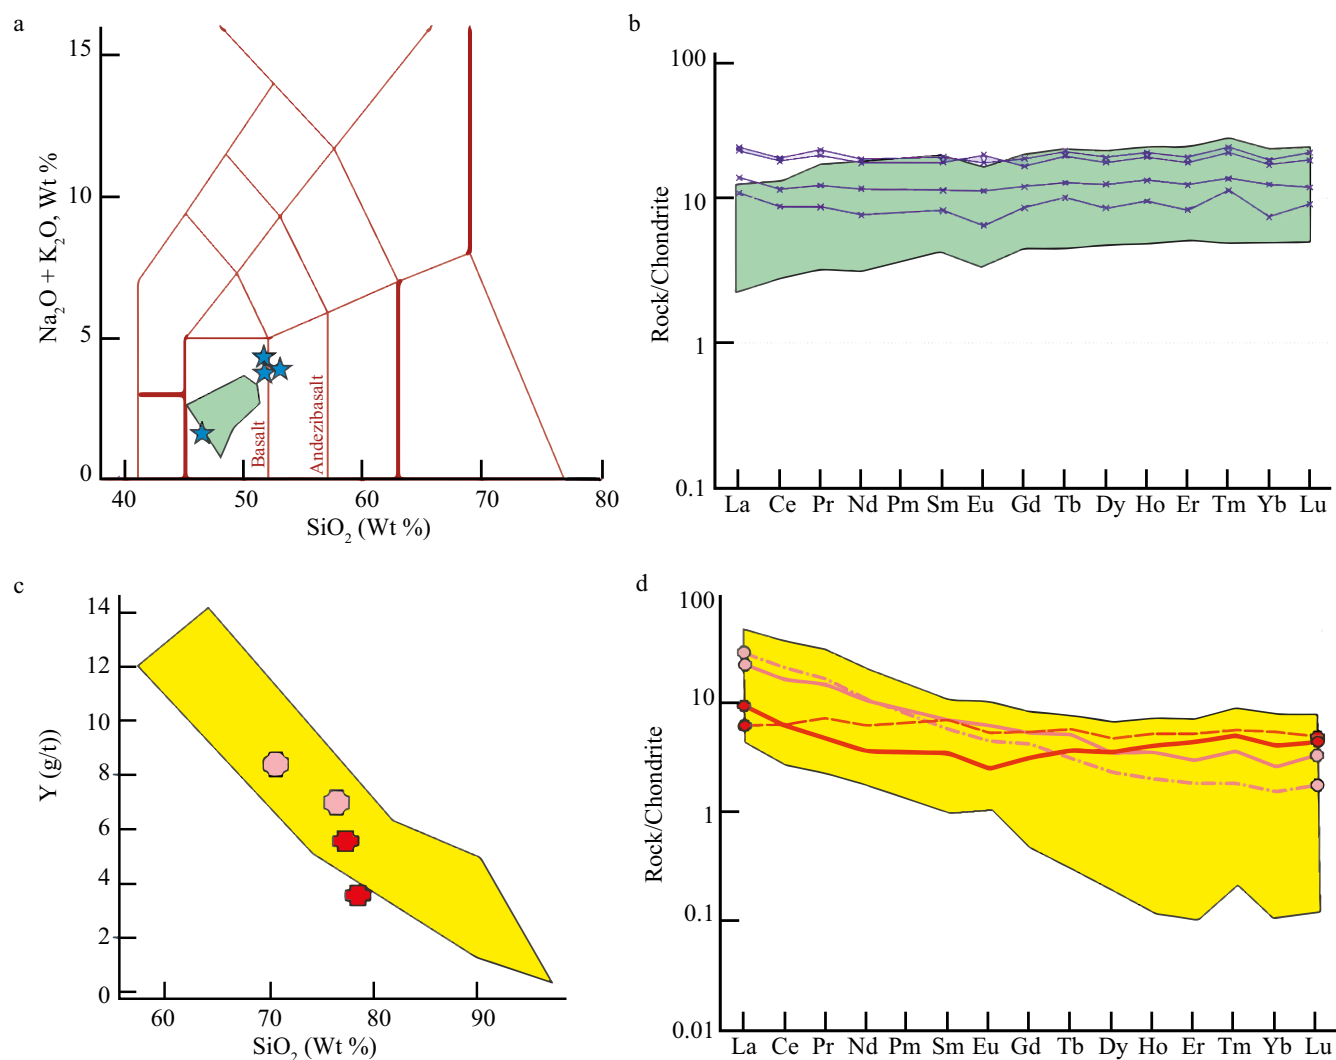 a
15
10
5
0
Na₂O + K₂O, Wt %
Basalt
Andezibasalt
40 50 60 70 80
SiO₂ (Wt %)
b
100
10
1
0.1
Rock/Chondrite
La Ce Pr Nd Pm Sm Eu Gd Tb Dy Ho Er Tm Yb Lu
c
14
12
10
8
6
4
2
0
Y (g/t))
60 70 80 90
SiO₂ (Wt %)
d
100
10
1
0.1
0.01
Rock/Chondrite
La Ce Pr Nd Pm Sm Eu Gd Tb Dy Ho Er Tm Yb Lu